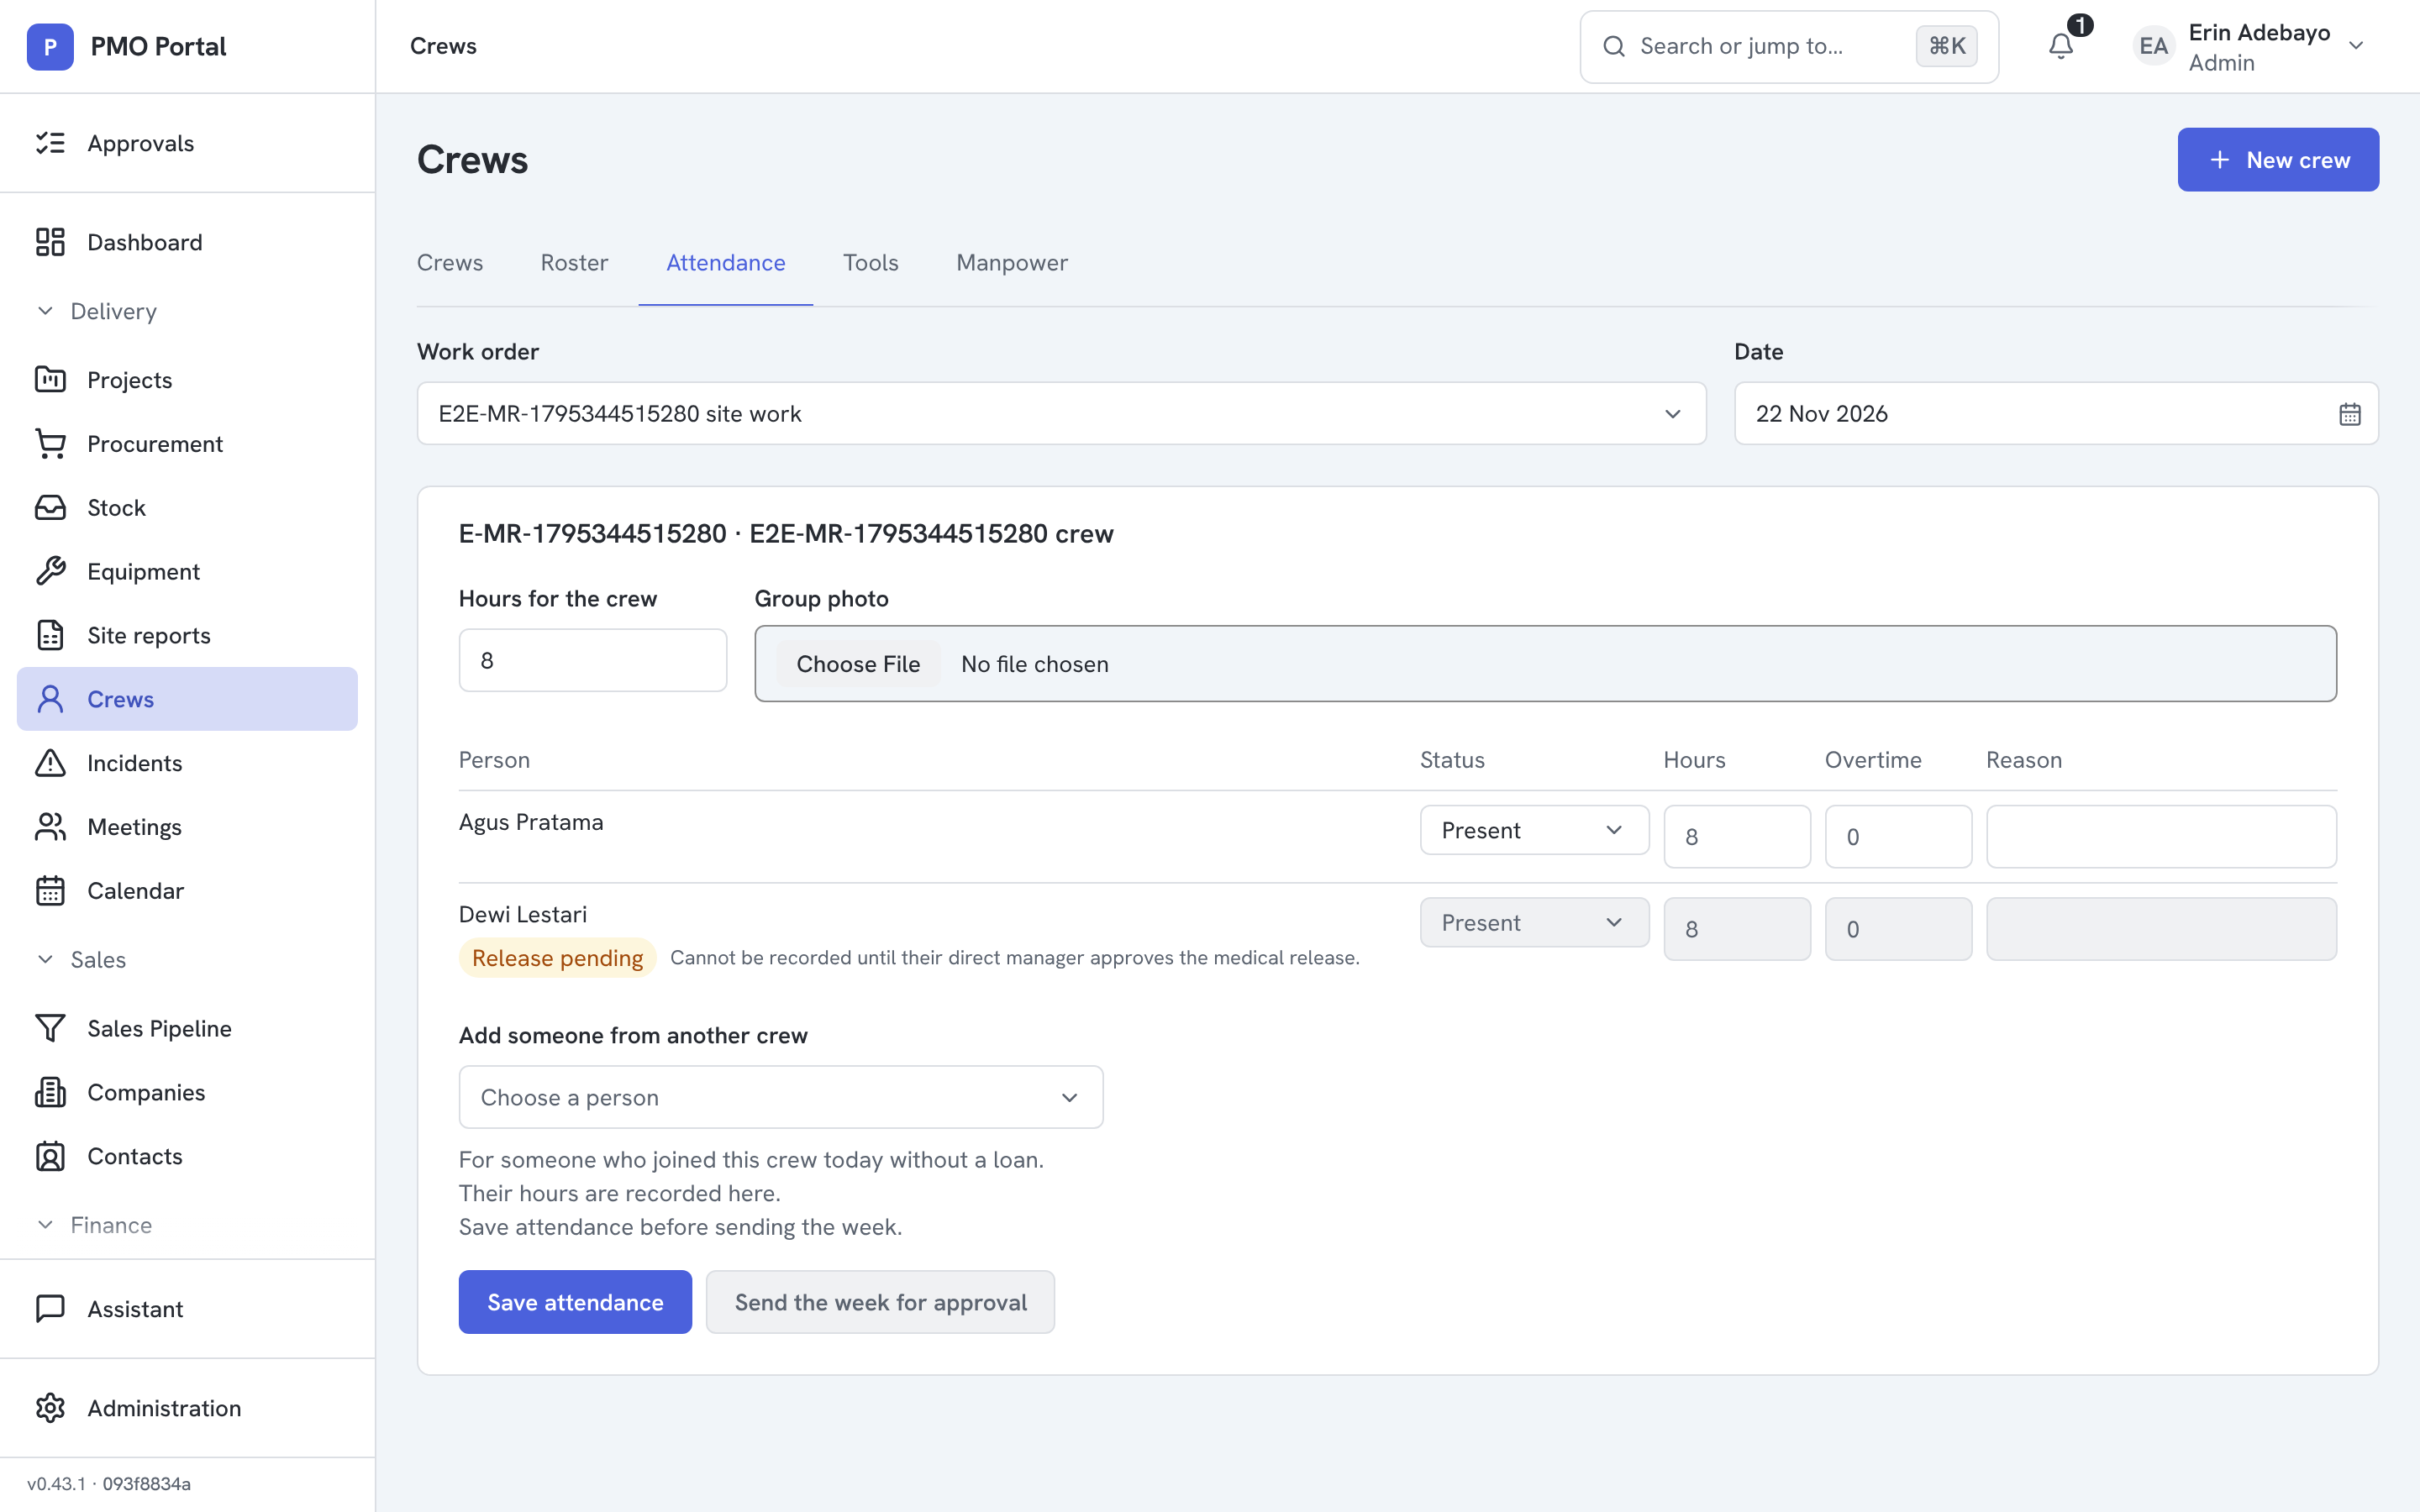 P PMO Portal
Crews
Search or jump to...
⌘K
1
EA
Erin Adebayo
Admin
Approvals
Dashboard
Delivery
Projects
Procurement
Stock
Equipment
Site reports
Crews
Incidents
Meetings
Calendar
Sales
Sales Pipeline
Companies
Contacts
Finance
Assistant
Administration
v0.43.1 · 093f8834a
Crews
New crew
Crews Roster Attendance Tools Manpower
Work order Date
E2E-MR-1795344515280 site work 22 Nov 2026
E-MR-1795344515280 · E2E-MR-1795344515280 crew
Hours for the crew Group photo
8 Choose File No file chosen
Person Status Hours Overtime Reason
Agus Pratama Present 8 0
Dewi Lestari Present 8 0
Release pending Cannot be recorded until their direct manager approves the medical release.
Add someone from another crew
Choose a person
For someone who joined this crew today without a loan.
Their hours are recorded here.
Save attendance before sending the week.
Save attendance Send the week for approval